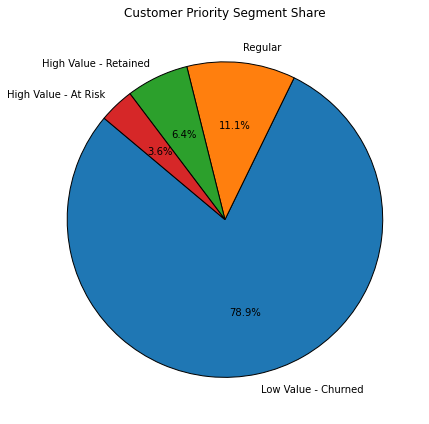 Customer Priority Segment Share
Regular
High Value - Retained
High Value - At Risk
11.1%
6.4%
3.6%
78.9%
Low Value - Churned